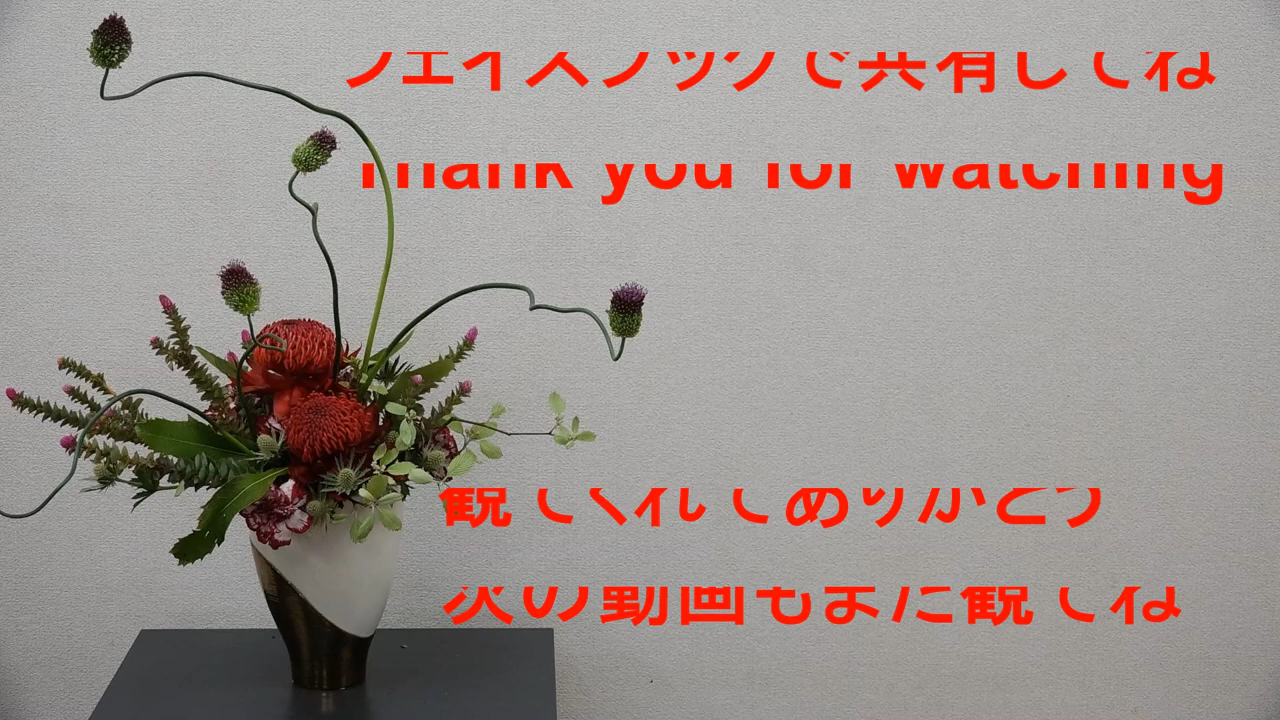 フェイスブックで共有してね
Thank you for watching
観てくれてありがとう
次の動画もまた観てね